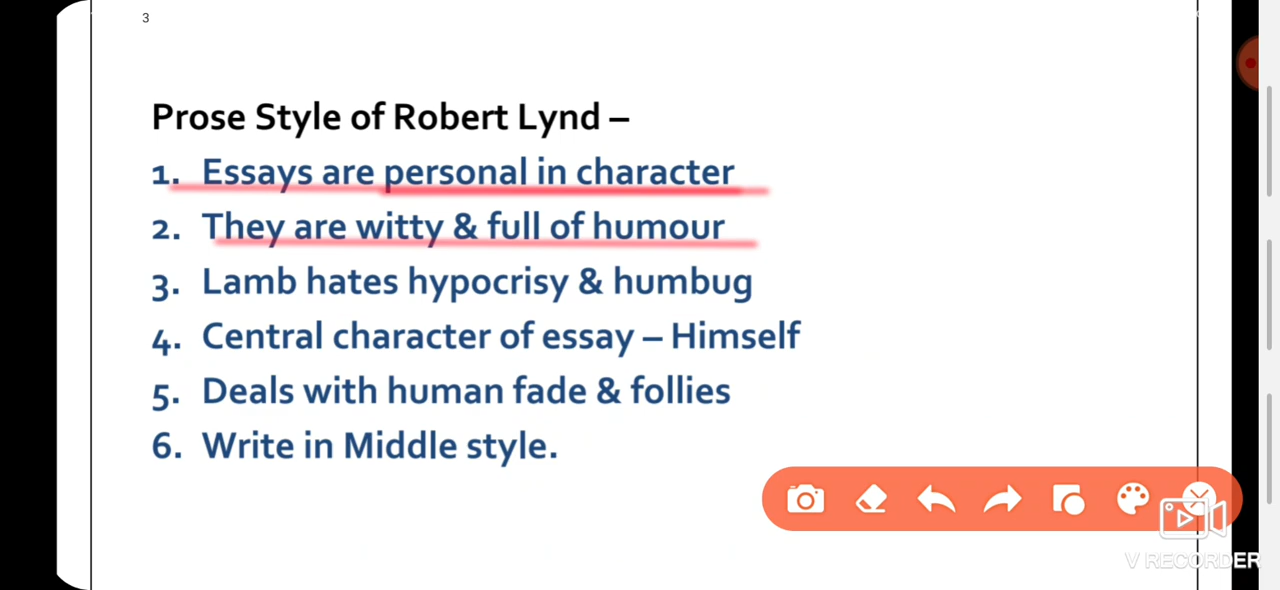 3
Prose Style of Robert Lynd –
1. Essays are personal in character
2. They are witty & full of humour
3. Lamb hates hypocrisy & humbug
4. Central character of essay – Himself
5. Deals with human fade & follies
6. Write in Middle style.
V RECORDER